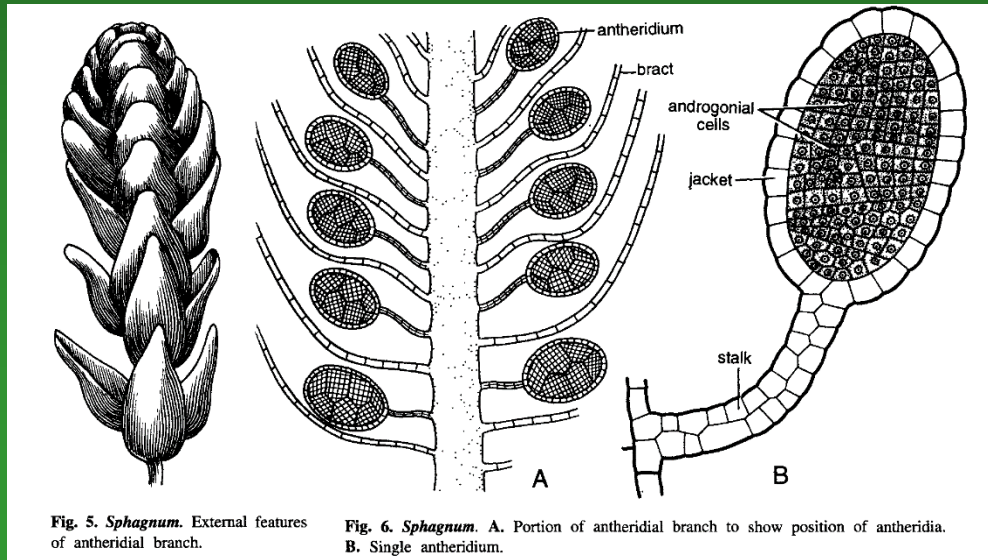 antheridium
bract
androgonial
cells
jacket
stalk
A
B
Fig. 5. Sphagnum. External features
of antheridial branch.
Fig. 6. Sphagnum. A. Portion of antheridial branch to show position of antheridia.
B. Single antheridium.